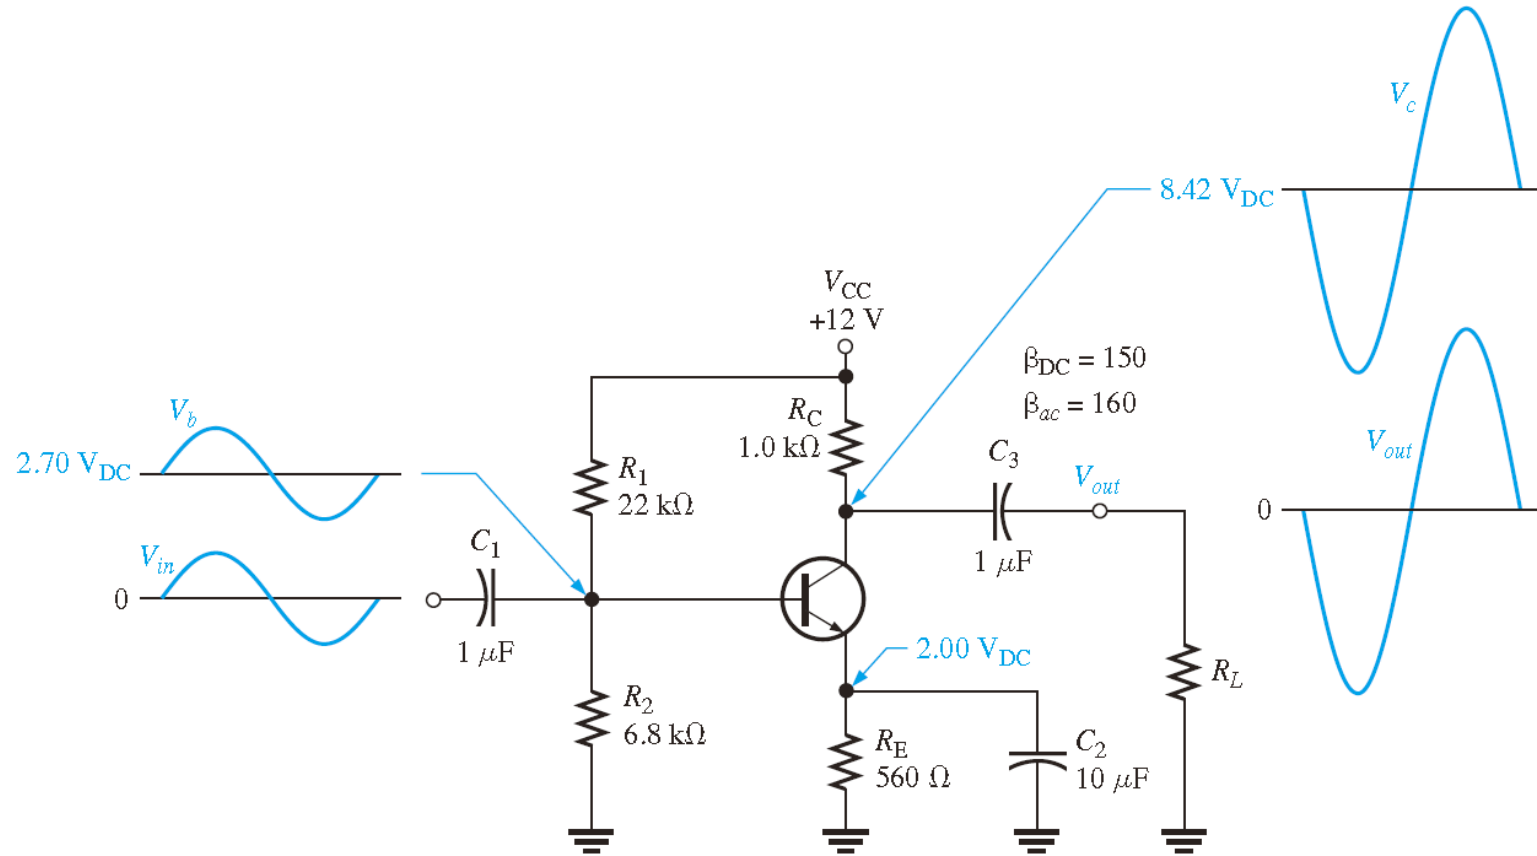 V_c
8.42 V_DC
V_CC
+12 V
β_DC = 150
β_ac = 160
R_C
1.0 kΩ
V_b
2.70 V_DC
R_1
22 kΩ
C_3
1 μF
V_out
V_out
0
V_in
0
C_1
1 μF
2.00 V_DC
R_L
R_2
6.8 kΩ
R_E
560 Ω
C_2
10 μF